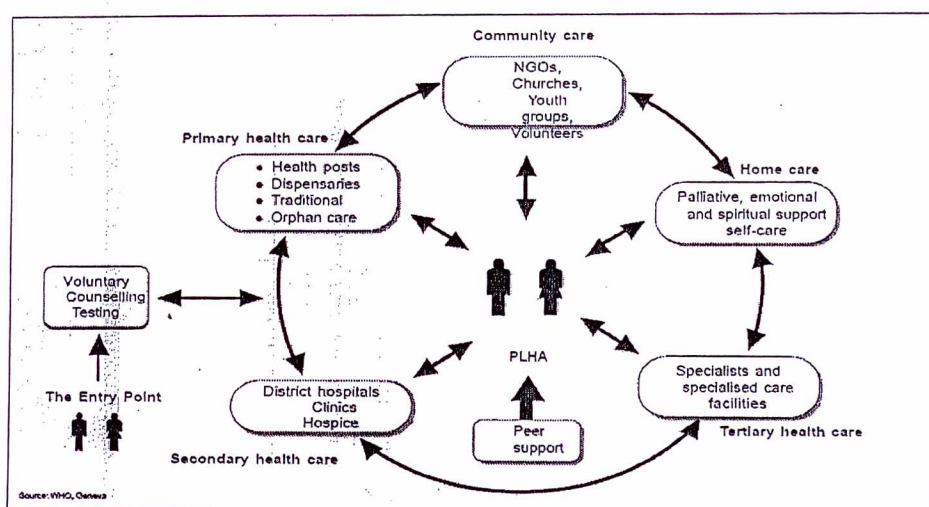 Community care
NGOs,
Churches,
Youth
groups,
Volunteers
Primary health care
• Health posts
• Dispensaries
• Traditional
• Orphan care
Home care
Palliative, emotional
and spiritual support
self-care
Voluntary
Counselling
Testing
The Entry Point
PLHA
District hospitals
Clinics
Hospice
Secondary health care
Peer
support
Specialists and
specialised care
facilities
Tertiary health care
Source: WHO, Geneva